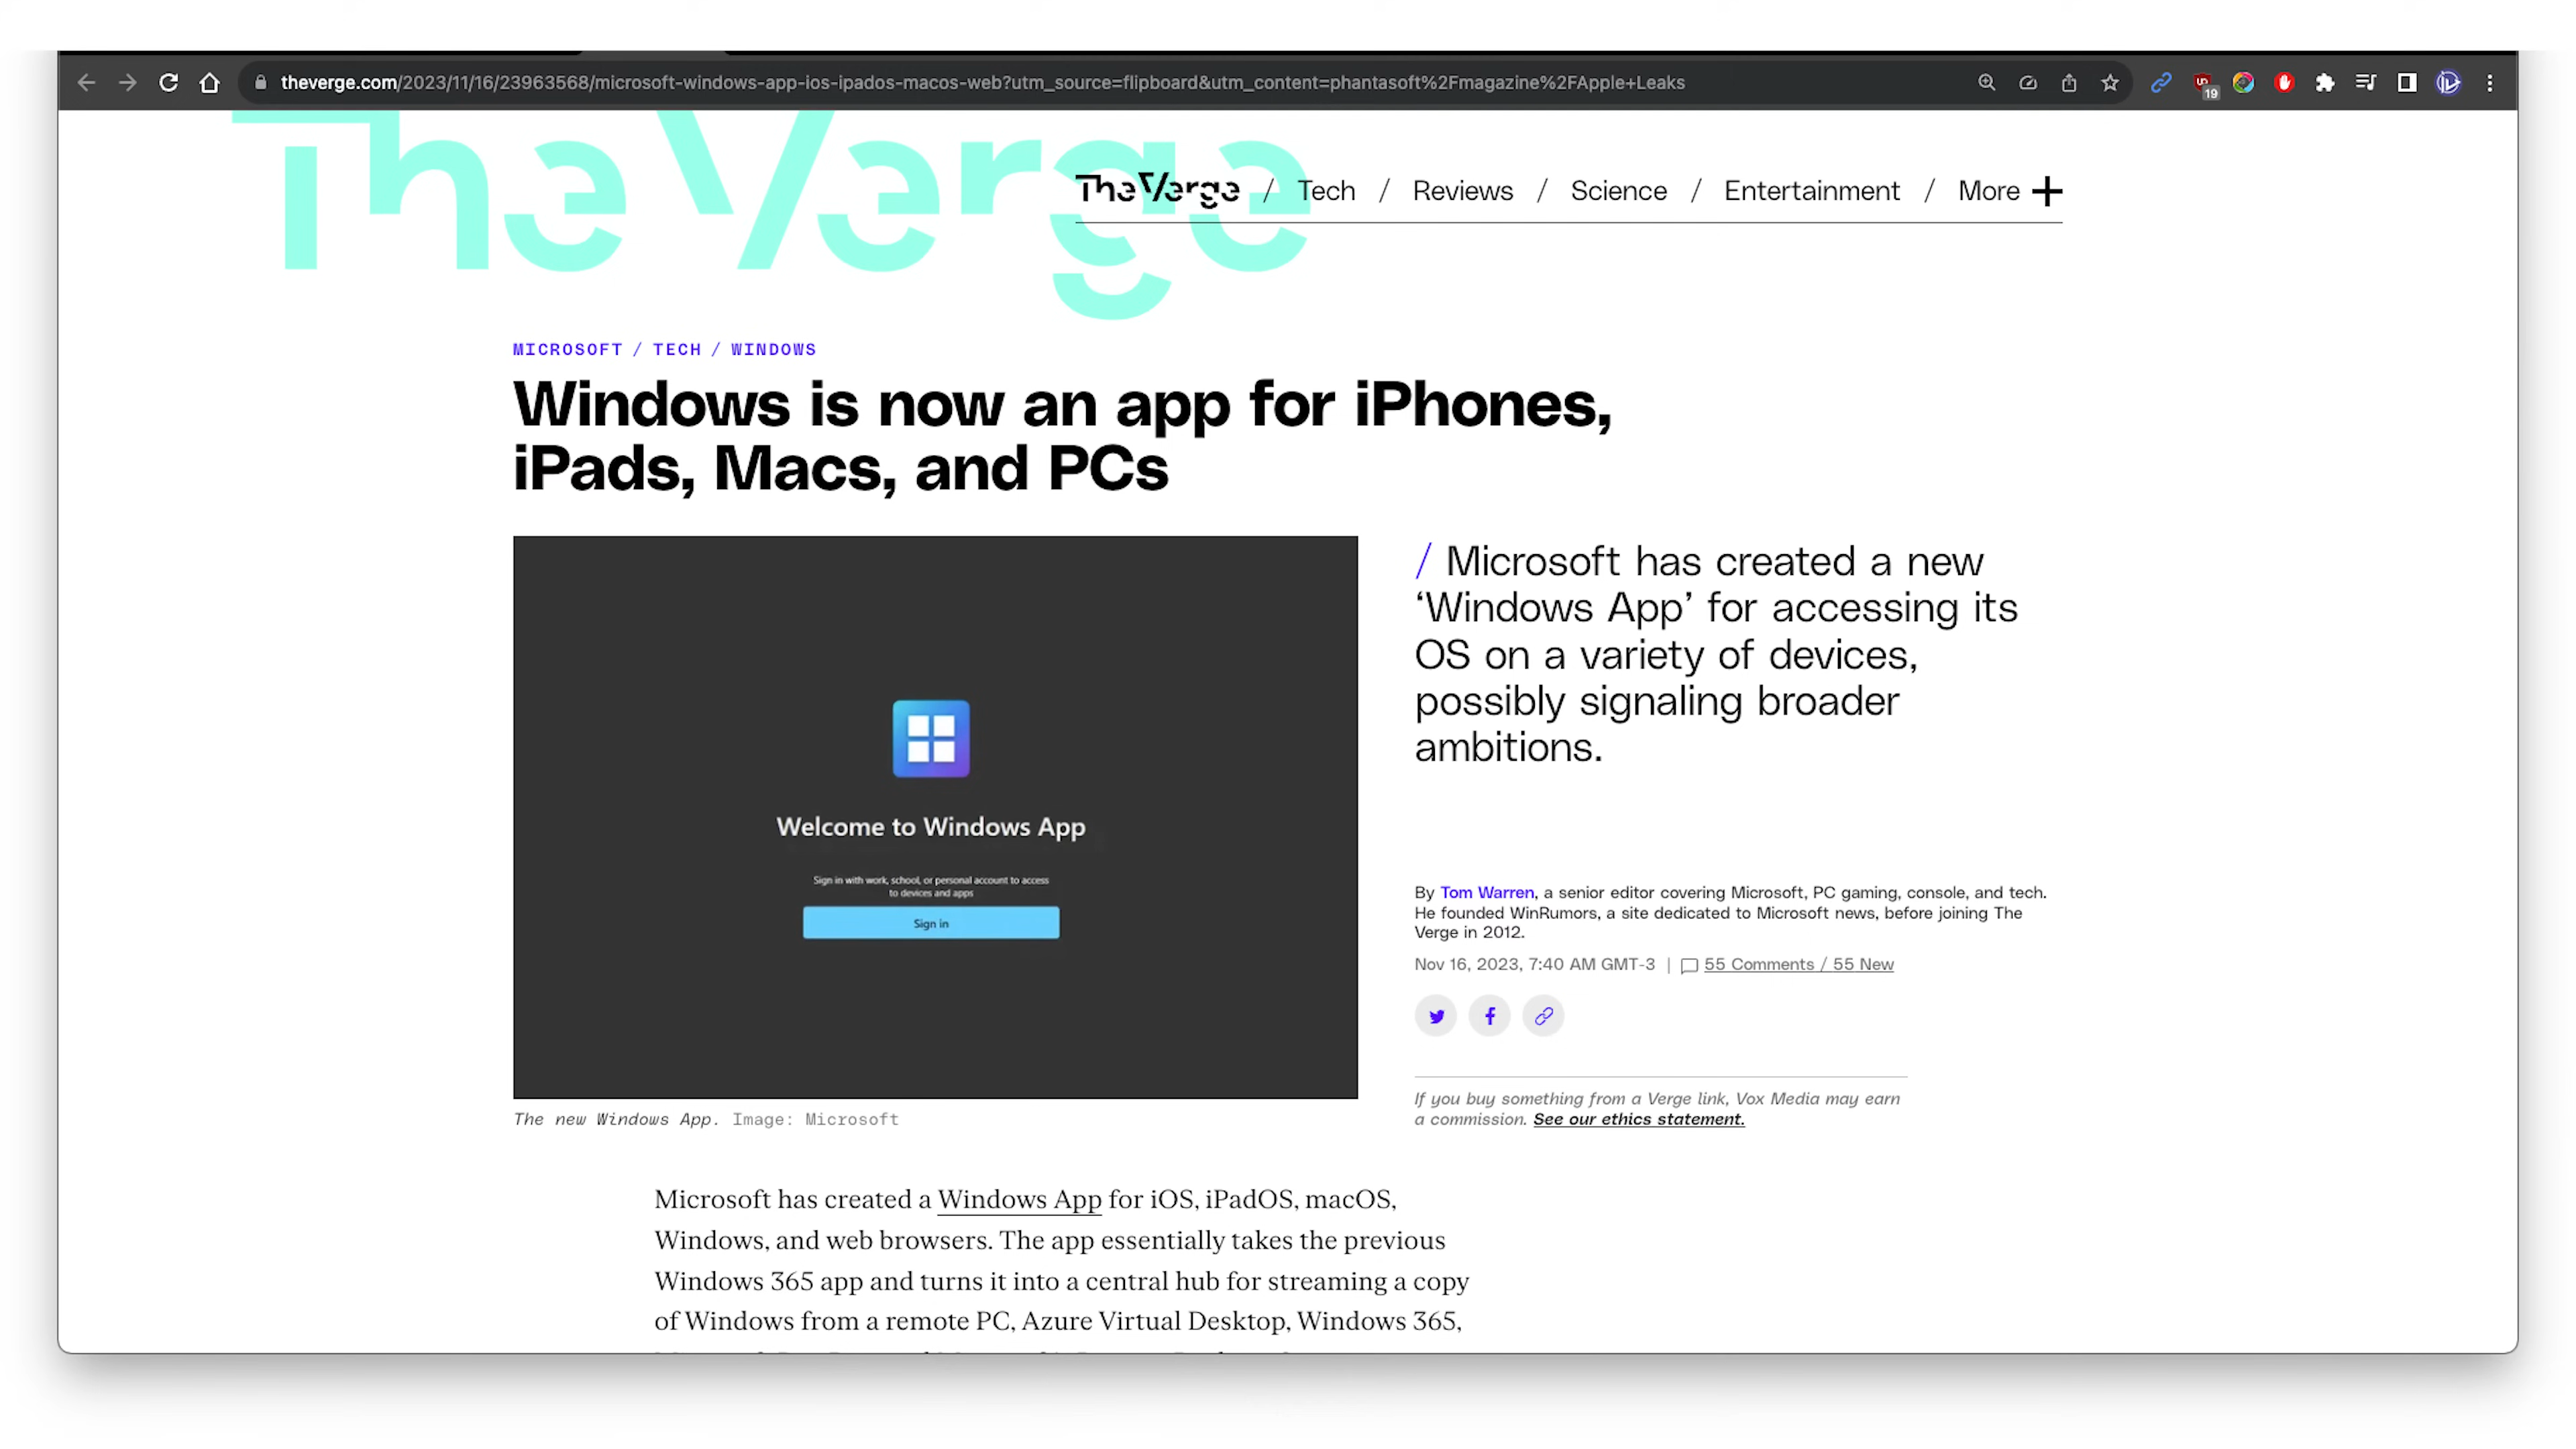 theverge.com/2023/11/16/23963568/microsoft-windows-app-ios-ipados-macos-web?utm_source=flipboard&utm_content=phantasoft%2Fmagazine%2FApple+Leaks
19
The Verge
The Verge / Tech / Reviews / Science / Entertainment / More
MICROSOFT / TECH / WINDOWS
Windows is now an app for iPhones,
iPads, Macs, and PCs
Welcome to Windows App
Sign in with work, school, or personal account to access
to devices and apps
Sign in
The new Windows App. Image: Microsoft
/ Microsoft has created a new
‘Windows App’ for accessing its
OS on a variety of devices,
possibly signaling broader
ambitions.
By Tom Warren, a senior editor covering Microsoft, PC gaming, console, and tech.
He founded WinRumors, a site dedicated to Microsoft news, before joining The
Verge in 2012.
Nov 16, 2023, 7:40 AM GMT-3 | 55 Comments / 55 New
If you buy something from a Verge link, Vox Media may earn
a commission. See our ethics statement.
Microsoft has created a Windows App for iOS, iPadOS, macOS,
Windows, and web browsers. The app essentially takes the previous
Windows 365 app and turns it into a central hub for streaming a copy
of Windows from a remote PC, Azure Virtual Desktop, Windows 365,